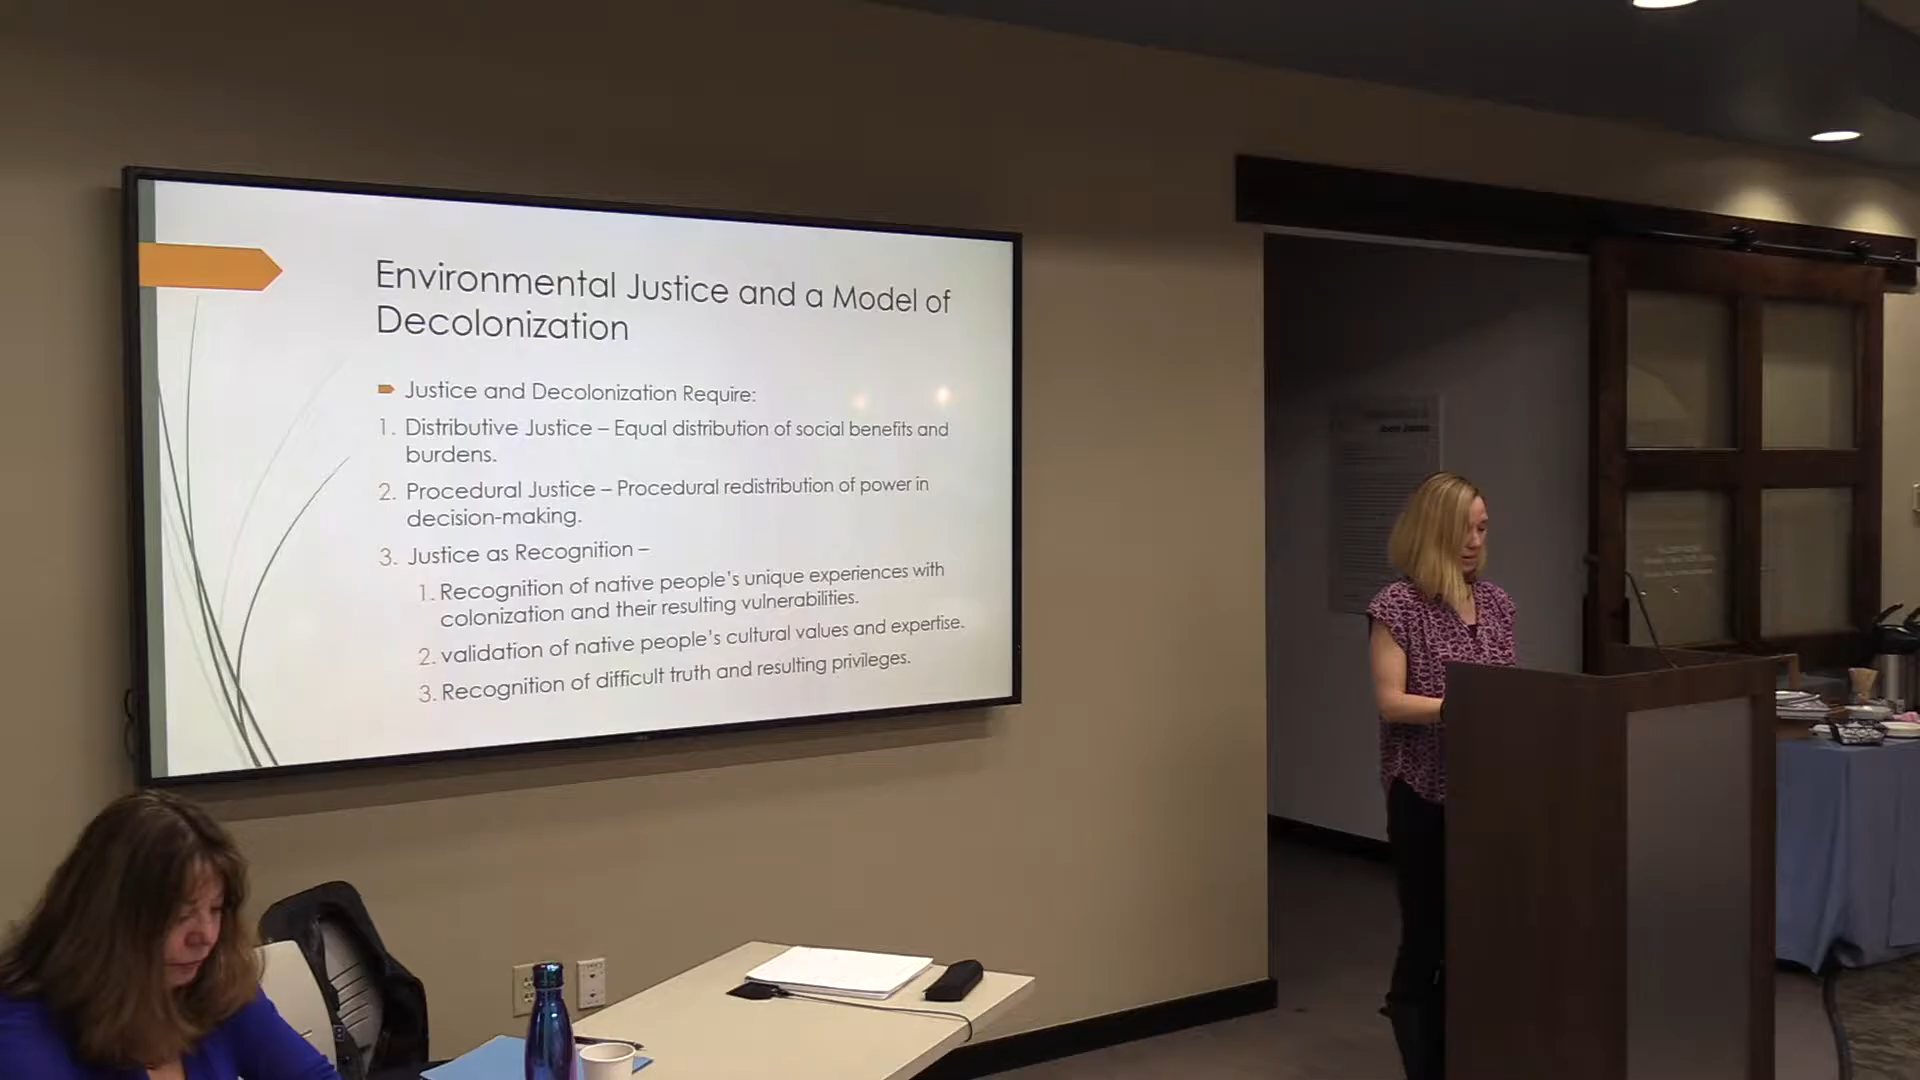 Environmental Justice and a Model of
Decolonization
Justice and Decolonization Require:
1. Distributive Justice – Equal distribution of social benefits and
burdens.
2. Procedural Justice – Procedural redistribution of power in
decision-making.
3. Justice as Recognition –
1. Recognition of native people's unique experiences with
colonization and their resulting vulnerabilities.
2. validation of native people's cultural values and expertise.
3. Recognition of difficult truth and resulting privileges.